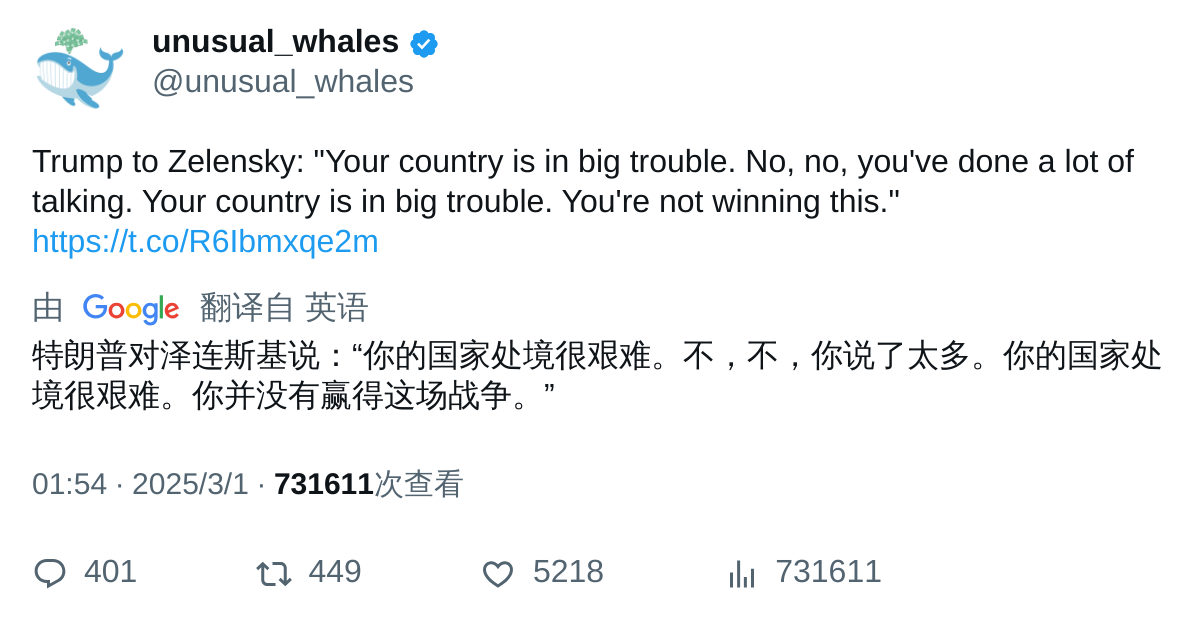 unusual_whales
@unusual_whales
Trump to Zelensky: "Your country is in big trouble. No, no, you've done a lot of
talking. Your country is in big trouble. You're not winning this."
https://t.co/R6Ibmxqe2m
由 Google 翻译自 英语
特朗普对泽连斯基说：“你的国家处境很艰难。不，不，你说了太多。你的国家处
境很艰难。你并没有赢得这场战争。”
01:54 · 2025/3/1 · 731611次查看
401 449 5218 731611